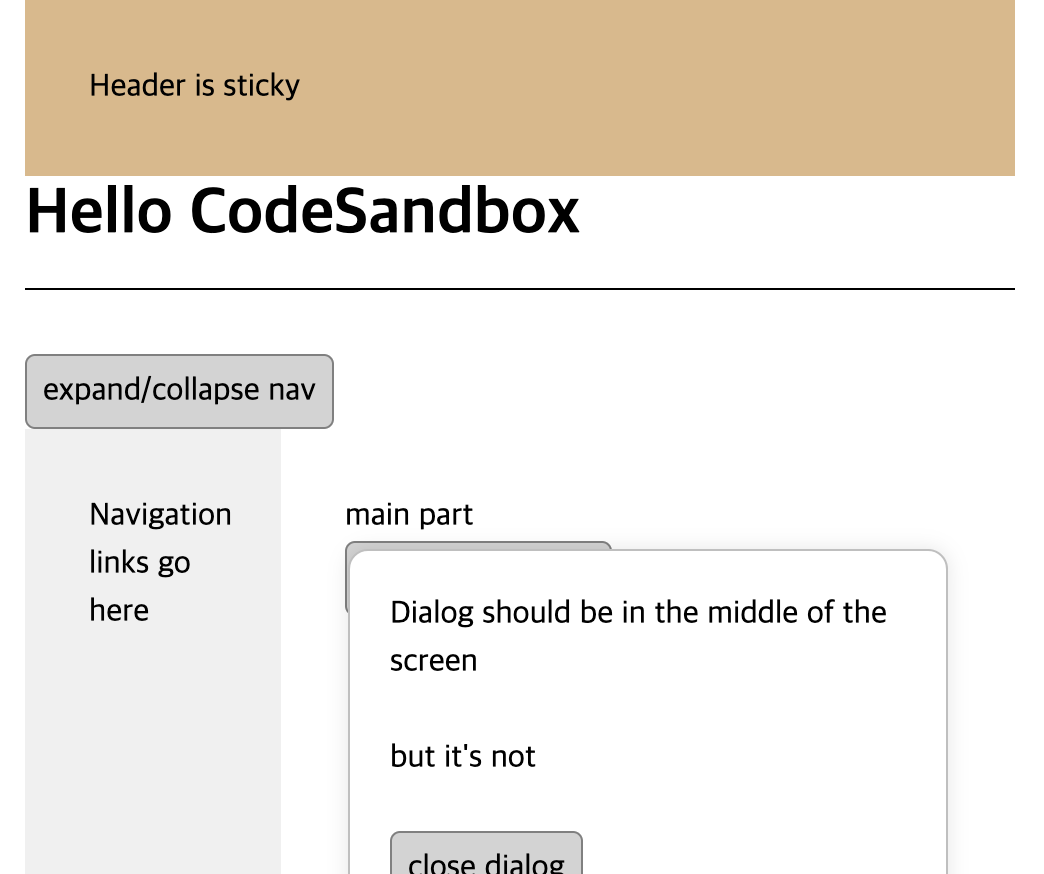 Header is sticky
Hello CodeSandbox
expand/collapse nav
Navigation
links go
here
main part
Dialog should be in the middle of the
screen
but it's not
close dialog